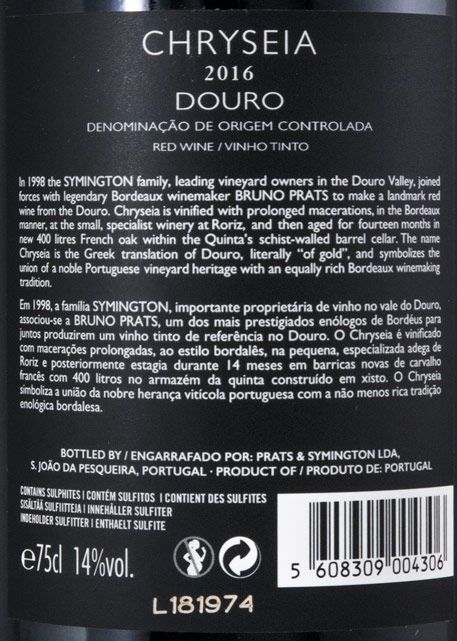 CHRYSEIA
2016
DOURO
DENOMINAÇÃO DE ORIGEM CONTROLADA
RED WINE / VINHO TINTO
In 1998 the SYMINGTON family, leading vineyard owners in the Douro Valley, joined
forces with legendary Bordeaux winemaker BRUNO PRATS to make a landmark red
wine from the Douro. Chryseia is vinified with prolonged macerations, in the Bordeaux
manner, at the small, specialist winery at Roriz, and then aged for fourteen months in
new 400 litres French oak within the Quinta's schist-walled barrel cellar. The name
Chryseia is the Greek translation of Douro, literally "of gold", and symbolizes the
union of a noble Portuguese vineyard heritage with an equally rich Bordeaux winemaking
tradition.
Em 1998, a família SYMINGTON, importante proprietária de vinho no vale do Douro,
associou-se a BRUNO PRATS, um dos mais prestigiados enólogos de Bordéus para
juntos produzirem um vinho tinto de referência no Douro. O Chryseia é vinificado
com macerações prolongadas, ao estilo bordalês, na pequena, especializada adega de
Roriz e posteriormente estagia durante 14 meses em barricas novas de carvalho
francês com 400 litros no armazém da quinta construído em xisto. O Chryseia
simboliza a união da nobre herança vitícola portuguesa com a não menos rica tradição
enológica bordalesa.
BOTTLED BY / ENGARRAFADO POR: PRATS & SYMINGTON LDA,
S. JOÃO DA PESQUEIRA, PORTUGAL · PRODUCT OF / PRODUTO DE: PORTUGAL
CONTAINS SULPHITES | CONTÉM SULFITOS | CONTIENT DES SULFITES
SISÄLTÄÄ SULFIITTEJA | INNEHÅLLER SULFITER
INDEHOLDER SULFITTER | ENTHAELT SULFITE
e75cl 14%vol.
5 608309 004306
L181974